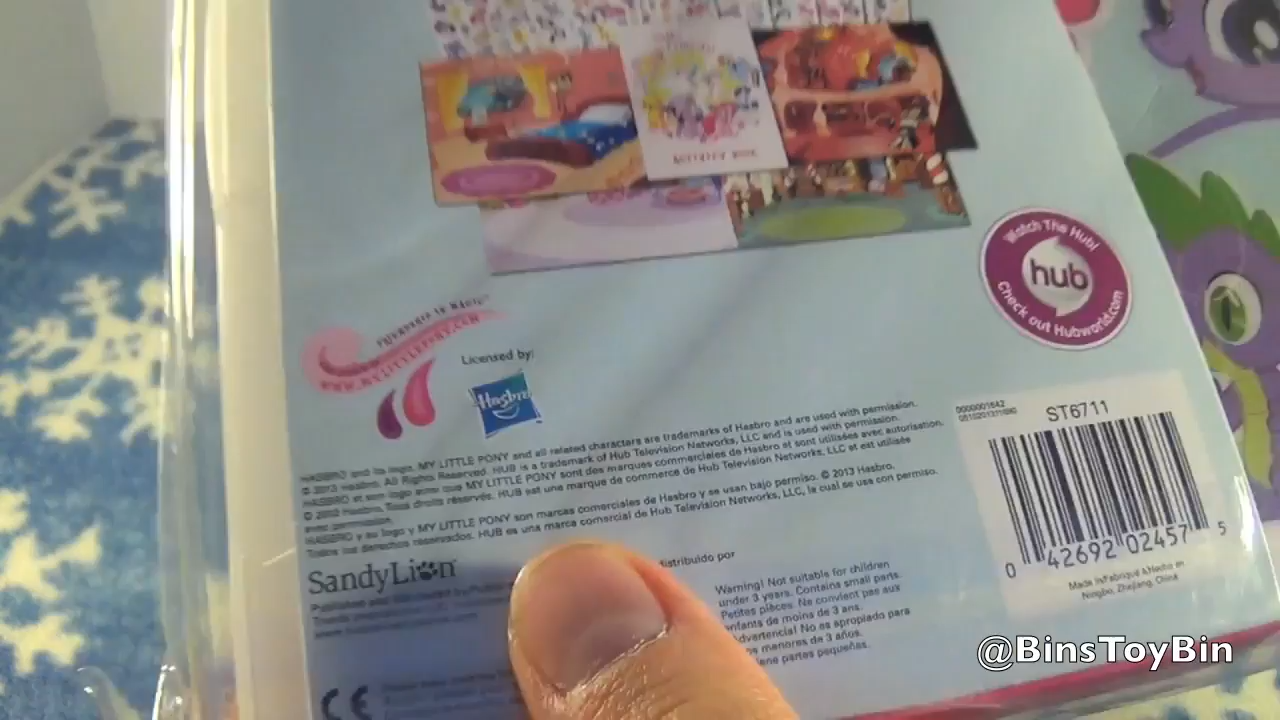 ACTIVITY BOOK
Watch The Hub!
hub
Check out Hubworld.com
FRIENDSHIP IS MAGIC
WWW.MYLITTLEPONY.COM
Licensed by:
Hasbro
HASBRO and its logo, MY LITTLE PONY and all related characters are trademarks of Hasbro and are used with permission.
© 2013 Hasbro. All Rights Reserved. HUB is a trademark of Hub Television Networks, LLC and is used with permission.
HASBRO et son logo ainsi que MY LITTLE PONY sont des marques commerciales de Hasbro et sont utilisées avec autorisation.
© 2013 Hasbro. Tous droits réservés. HUB est une marque de commerce de Hub Television Networks, LLC et est utilisée
avec permission.
HASBRO y su logo y MY LITTLE PONY son marcas comerciales de Hasbro y se usan bajo permiso. © 2013 Hasbro.
Todos los derechos reservados. HUB es una marca comercial de Hub Television Networks, LLC, la cual se usa con permiso.
0000001642
ST6711
0 42692 02457 5
Made in/Fabriqué À/Hecho en
Ningbo, Zhejiang, China
SandyLion
Published and
distribuido por
Warning! Not suitable for children
under 3 years. Contains small parts.
Petites pièces. Ne convient pas aux
enfants de moins de 3 ans.
Advertencia! No es apropiado para
menores de 3 años.
iene partes pequeñas.
CE
@BinsToyBin